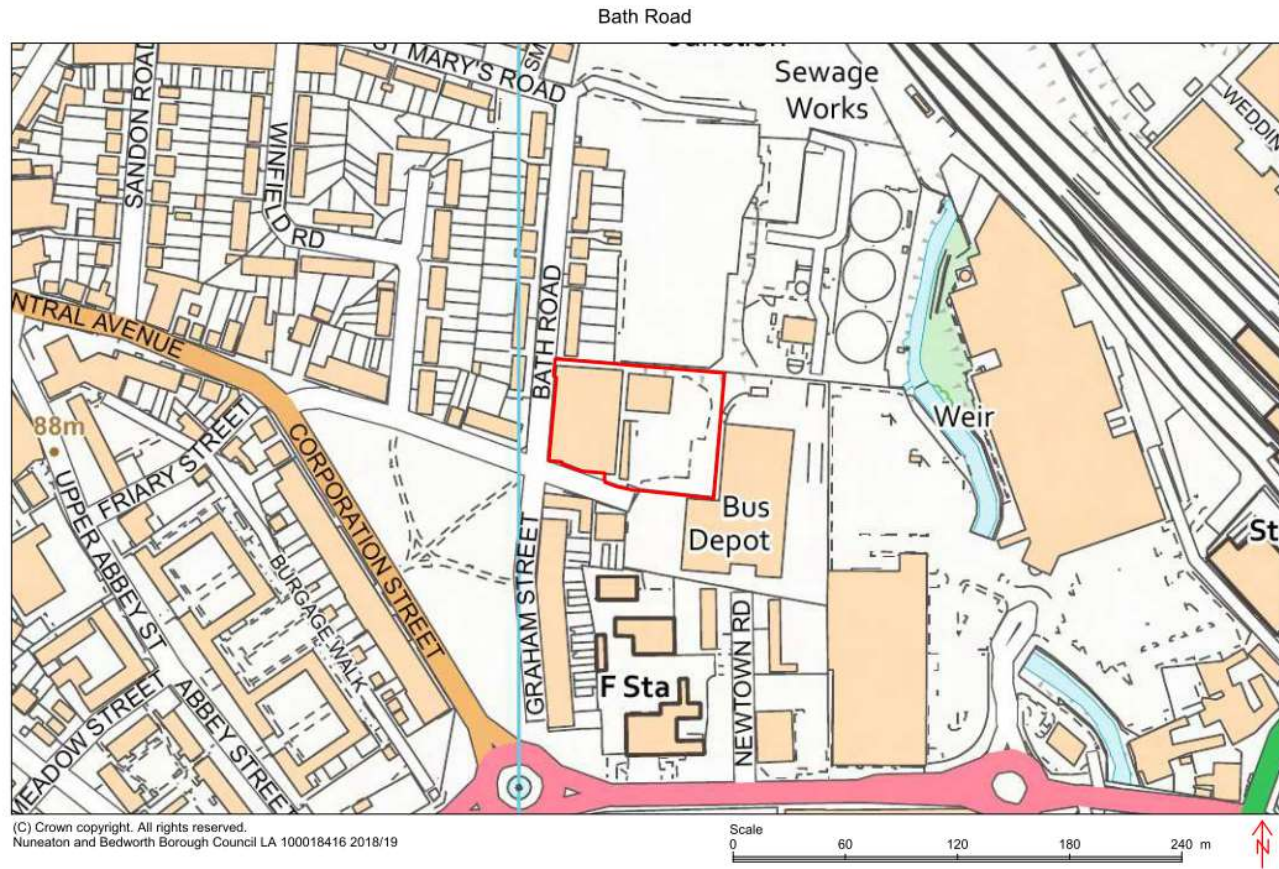 Bath Road
Junction
Sewage
Works
ST MARY'S ROAD
SM
SANDON ROAD
WINFIELD RD
WEDDIN
BATH ROAD
NTRAL AVENUE
Weir
88m
FRIARY STREET
CORPORATION STREET
UPPER ABBEY ST
Bus
Depot
St
BURGAGE WALK
GRAHAM STREET
F Sta
NEWTOWN RD
MEADOW STREET
ABBEY STREET
(C) Crown copyright. All rights reserved.
Nuneaton and Bedworth Borough Council LA 100018416 2018/19
Scale
0 60 120 180 240 m
N